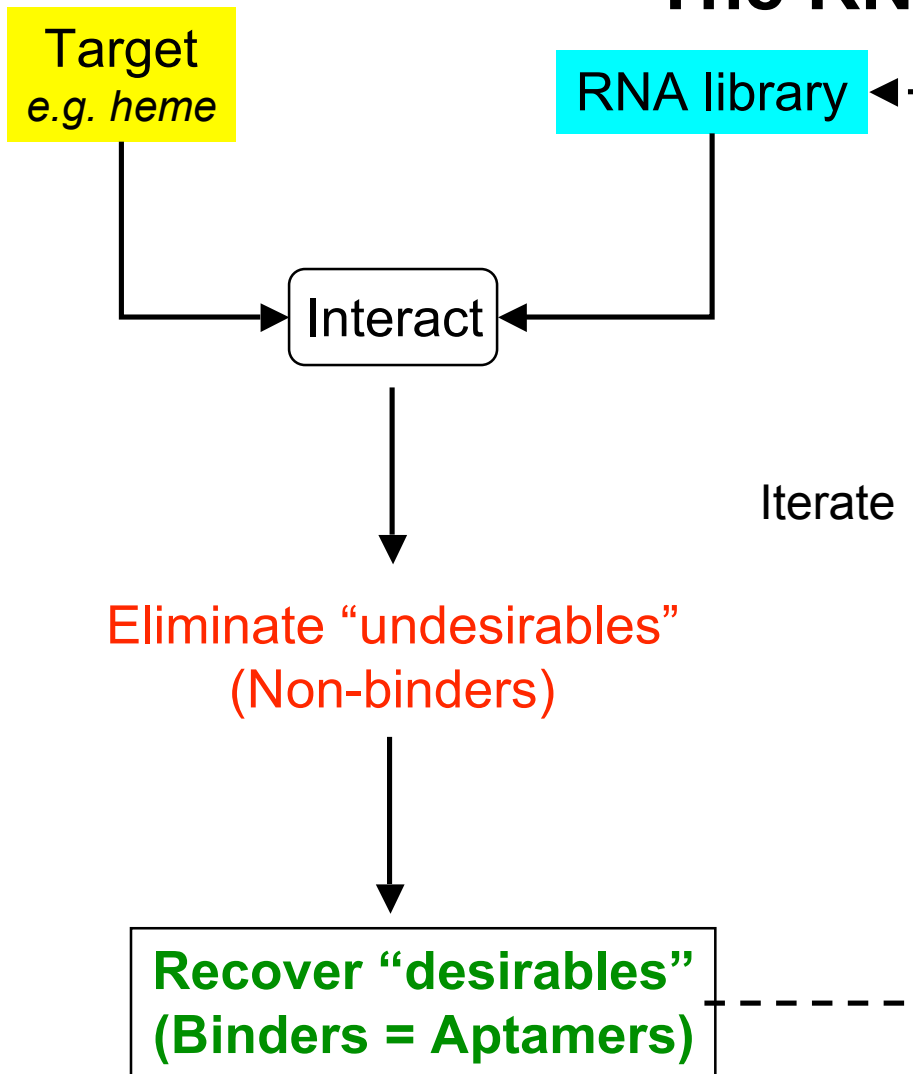 Target
e.g. heme
RNA library
Interact
Iterate
Eliminate “undesirables”
(Non-binders)
Recover “desirables”
(Binders = Aptamers)